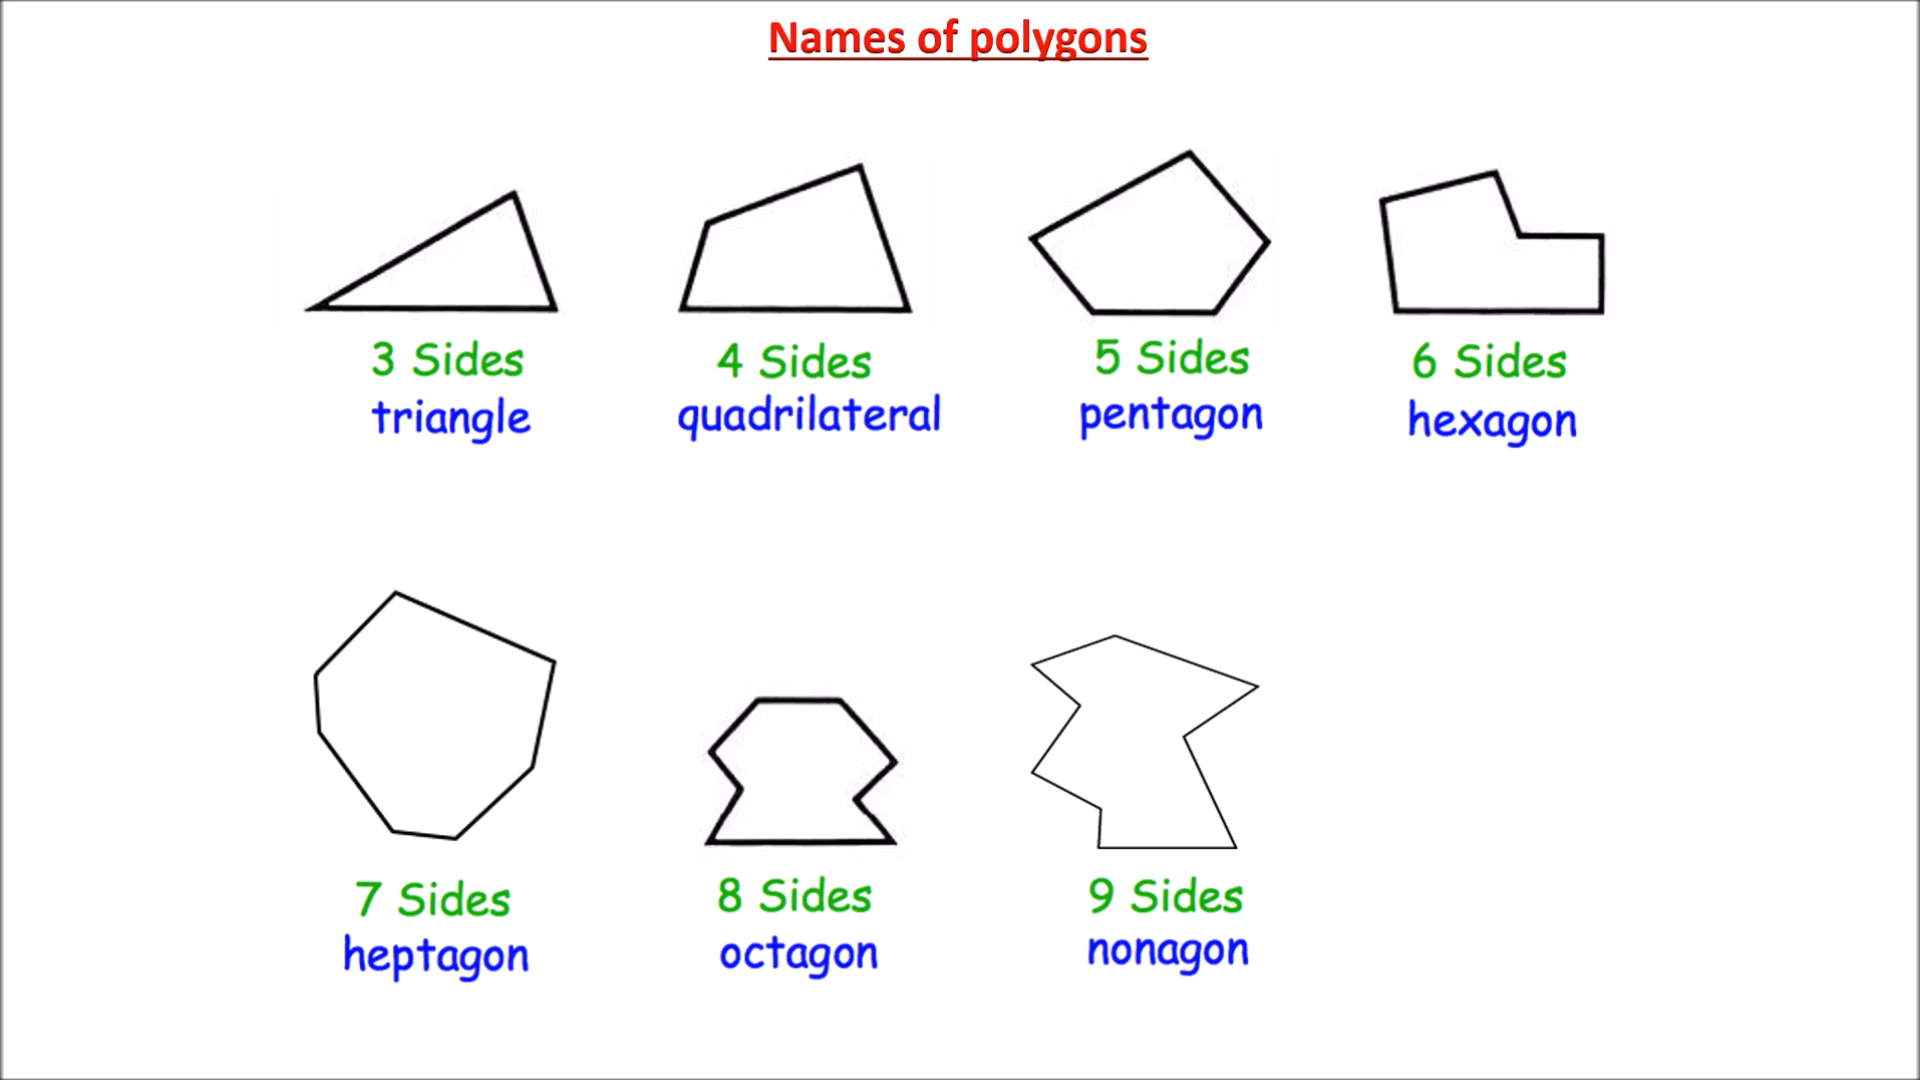 Names of polygons
3 Sides
triangle
4 Sides
quadrilateral
5 Sides
pentagon
6 Sides
hexagon
7 Sides
heptagon
8 Sides
octagon
9 Sides
nonagon